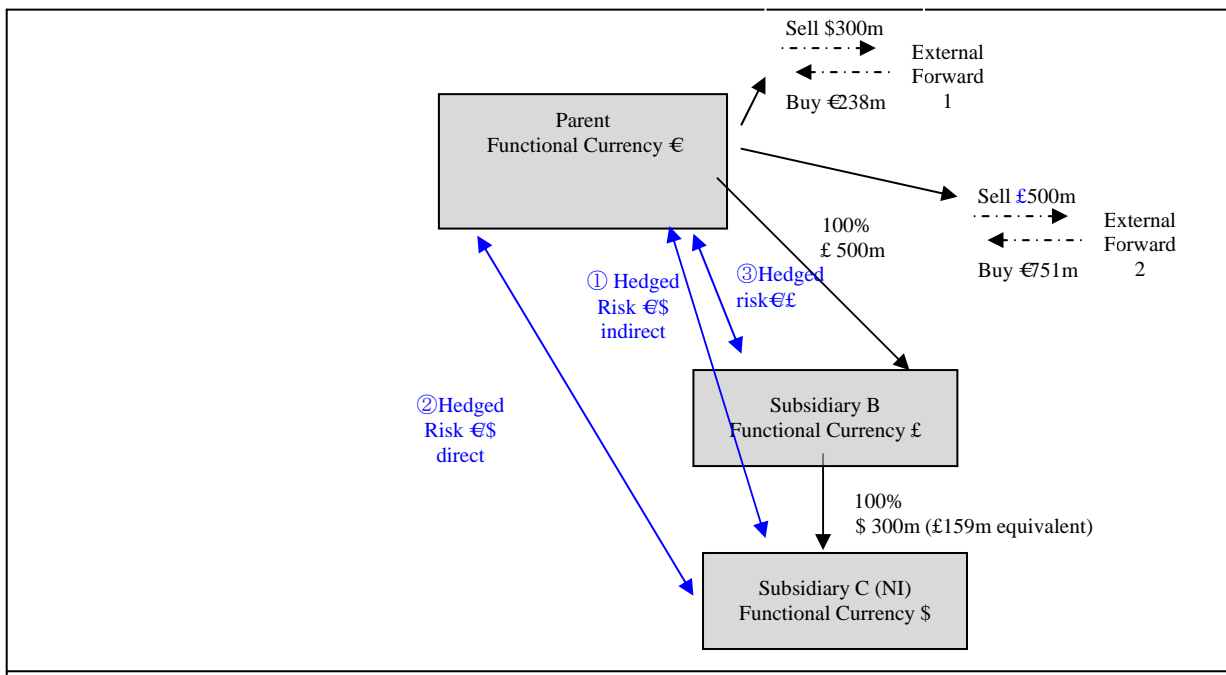 Sell $300m
External
Forward
1
Buy €238m
Parent
Functional Currency €
Sell £500m
External
Forward
2
Buy €751m
100%
£ 500m
① Hedged
Risk €/$
indirect
③Hedged
risk€/£
②Hedged
Risk €/$
direct
Subsidiary B
Functional Currency £
100%
$ 300m (£159m equivalent)
Subsidiary C (NI)
Functional Currency $